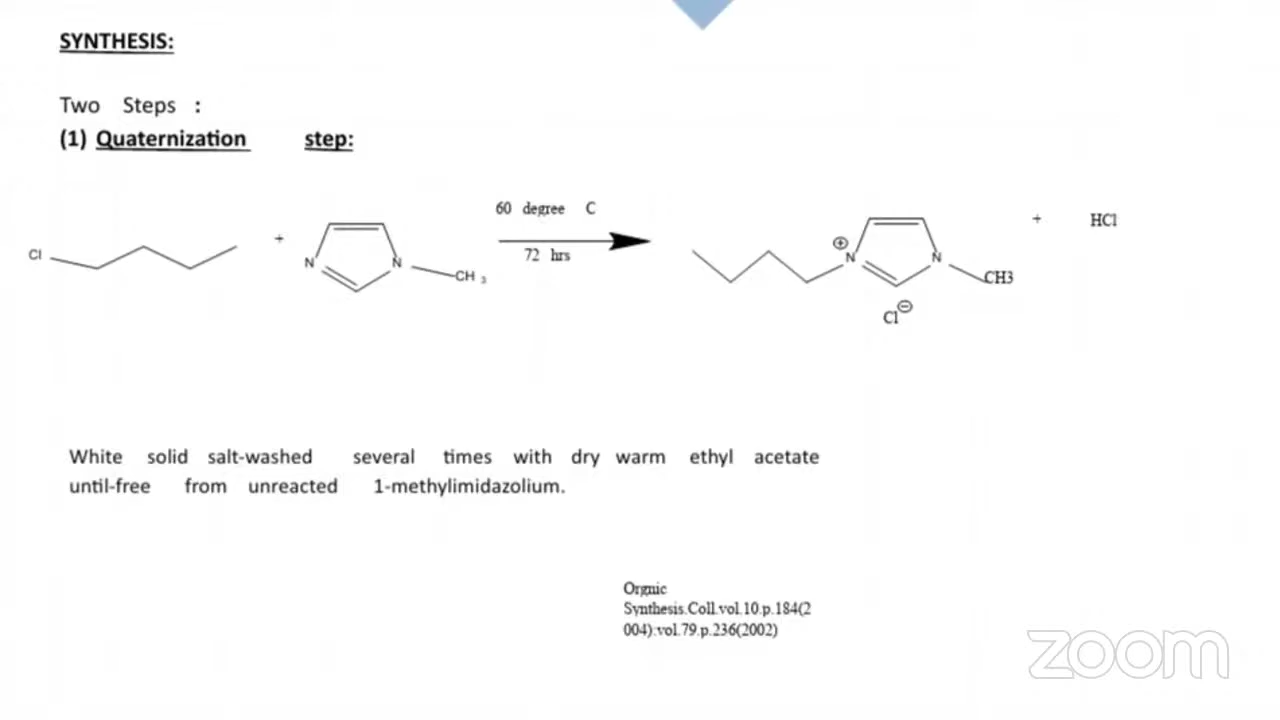 SYNTHESIS:
Two Steps :
(1) Quaternization step:
Cl
+
N
N
CH 3
60 degree C
72 hrs
⊕
N
N
CH3
Cl⊖
+
HCl
White solid salt-washed several times with dry warm ethyl acetate
until-free from unreacted 1-methylimidazolium.
Orgnic
Synthesis.Coll.vol.10.p.184(2
004):vol.79.p.236(2002)
zoom